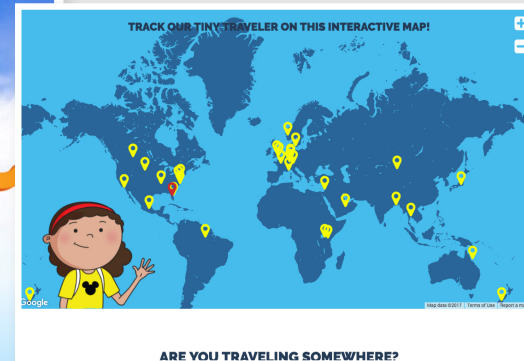 TRACK OUR TINY TRAVELER ON THIS INTERACTIVE MAP!
Google
Map data ©2017 Terms of Use Report a m
ARE YOU TRAVELING SOMEWHERE?